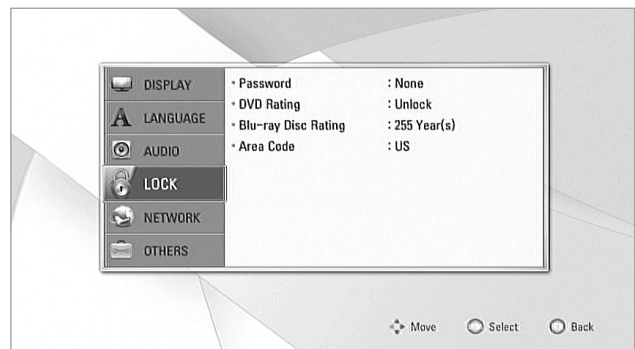 DISPLAY
LANGUAGE
AUDIO
LOCK
NETWORK
OTHERS
• Password : None
• DVD Rating : Unlock
• Blu-ray Disc Rating : 255 Year(s)
• Area Code : US
Move Select Back